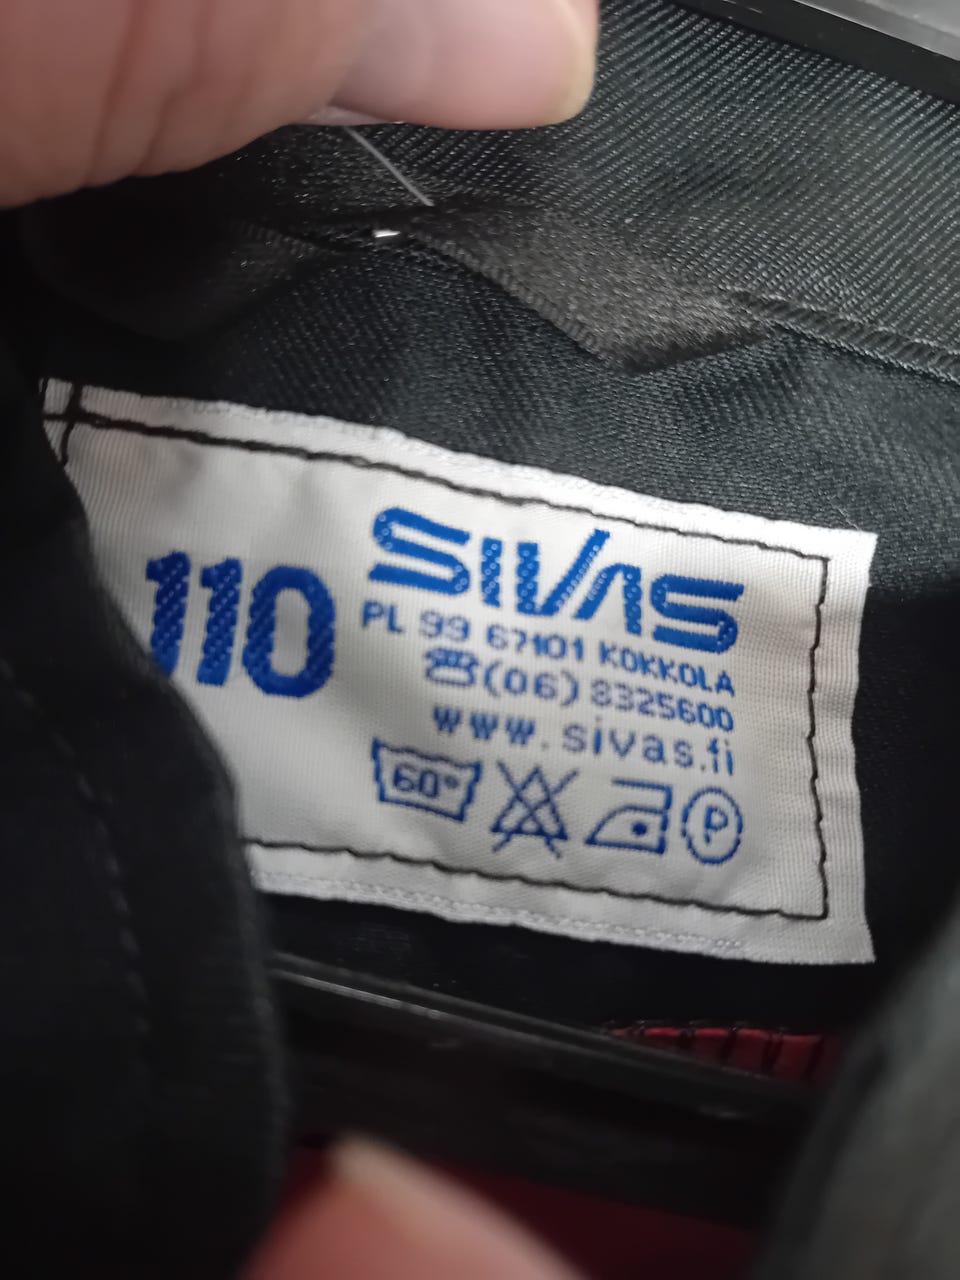 110
SIVAS
PL 99 67101 KOKKOLA
☎(06) 8325600
www.sivas.fi
60° P